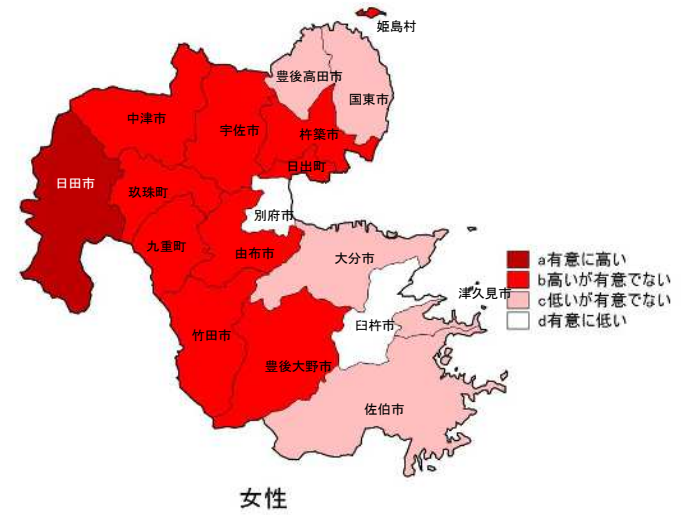 姫島村
豊後高田市
国東市
中津市
宇佐市
杵築市
日出町
日田市
玖珠町
別府市
九重町
由布市
大分市
津久見市
臼杵市
竹田市
豊後大野市
佐伯市
a有意に高い
b高いが有意でない
c低いが有意でない
d有意に低い
女性